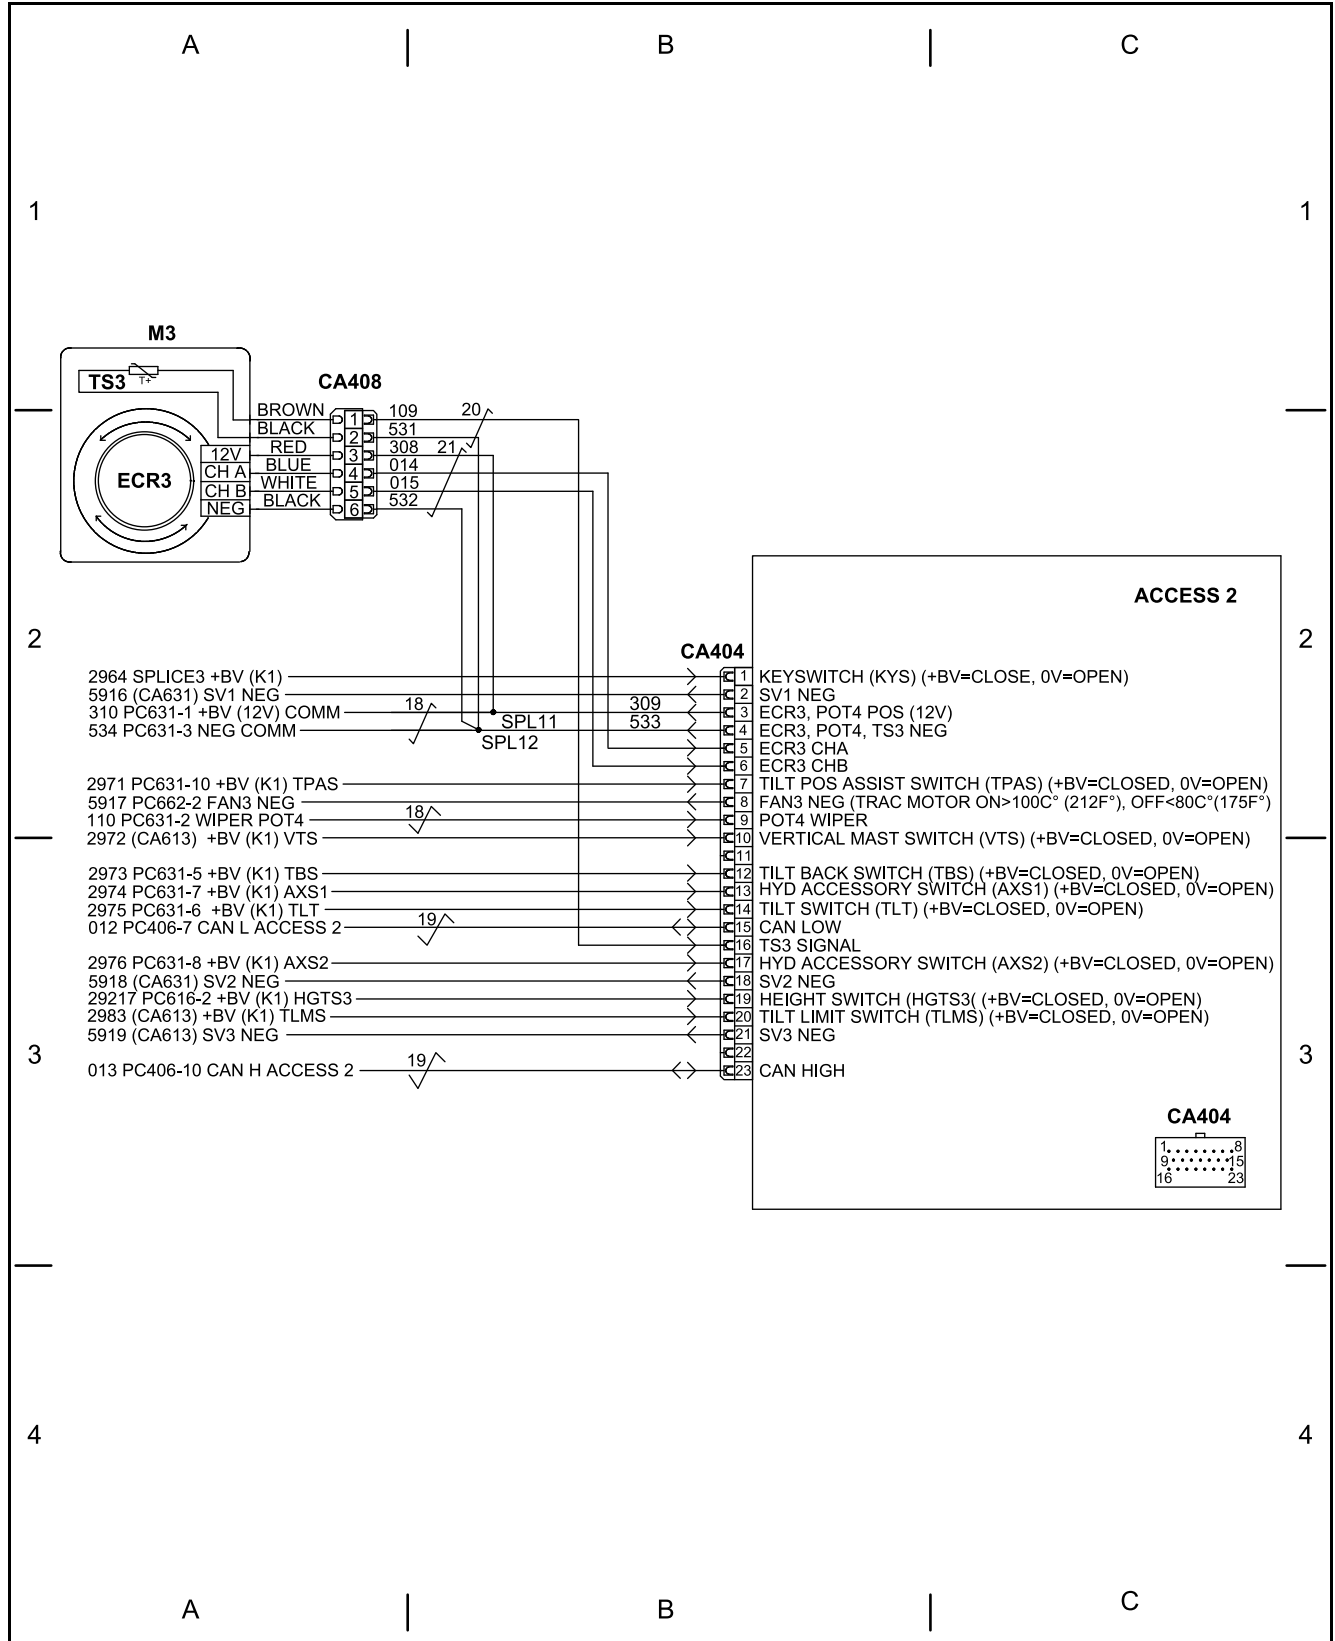 A B C
1 1
M3
TS3 T+
CA408
BROWN 1 109 20
BLACK 2 531
12V RED 3 308 21
CH A BLUE 4 014
ECR3
CH B WHITE 5 015
NEG BLACK 6 532
ACCESS 2
2 2
CA404
2964 SPLICE3 +BV (K1) 1 KEYSWITCH (KYS) (+BV=CLOSE, 0V=OPEN)
5916 (CA631) SV1 NEG 2 SV1 NEG
310 PC631-1 +BV (12V) COMM 18 309 3 ECR3, POT4 POS (12V)
SPL11
534 PC631-3 NEG COMM 533 4 ECR3, POT4, TS3 NEG
SPL12
5 ECR3 CHA
6 ECR3 CHB
2971 PC631-10 +BV (K1) TPAS 7 TILT POS ASSIST SWITCH (TPAS) (+BV=CLOSED, 0V=OPEN)
5917 PC662-2 FAN3 NEG 8 FAN3 NEG (TRAC MOTOR ON>100C° (212F°), OFF<80C°(175F°)
110 PC631-2 WIPER POT4 18 9 POT4 WIPER
2972 (CA613) +BV (K1) VTS 10 VERTICAL MAST SWITCH (VTS) (+BV=CLOSED, 0V=OPEN)
11
2973 PC631-5 +BV (K1) TBS 12 TILT BACK SWITCH (TBS) (+BV=CLOSED, 0V=OPEN)
2974 PC631-7 +BV (K1) AXS1 13 HYD ACCESSORY SWITCH (AXS1) (+BV=CLOSED, 0V=OPEN)
2975 PC631-6 +BV (K1) TLT 14 TILT SWITCH (TLT) (+BV=CLOSED, 0V=OPEN)
012 PC406-7 CAN L ACCESS 2 19 15 CAN LOW
16 TS3 SIGNAL
2976 PC631-8 +BV (K1) AXS2 17 HYD ACCESSORY SWITCH (AXS2) (+BV=CLOSED, 0V=OPEN)
5918 (CA631) SV2 NEG 18 SV2 NEG
29217 PC616-2 +BV (K1) HGTS3 19 HEIGHT SWITCH (HGTS3( (+BV=CLOSED, 0V=OPEN)
2983 (CA613) +BV (K1) TLMS 20 TILT LIMIT SWITCH (TLMS) (+BV=CLOSED, 0V=OPEN)
5919 (CA613) SV3 NEG 21 SV3 NEG
3 22 3
013 PC406-10 CAN H ACCESS 2 19 23 CAN HIGH
CA404
1 8
9 15
16 23
4 4
A B C